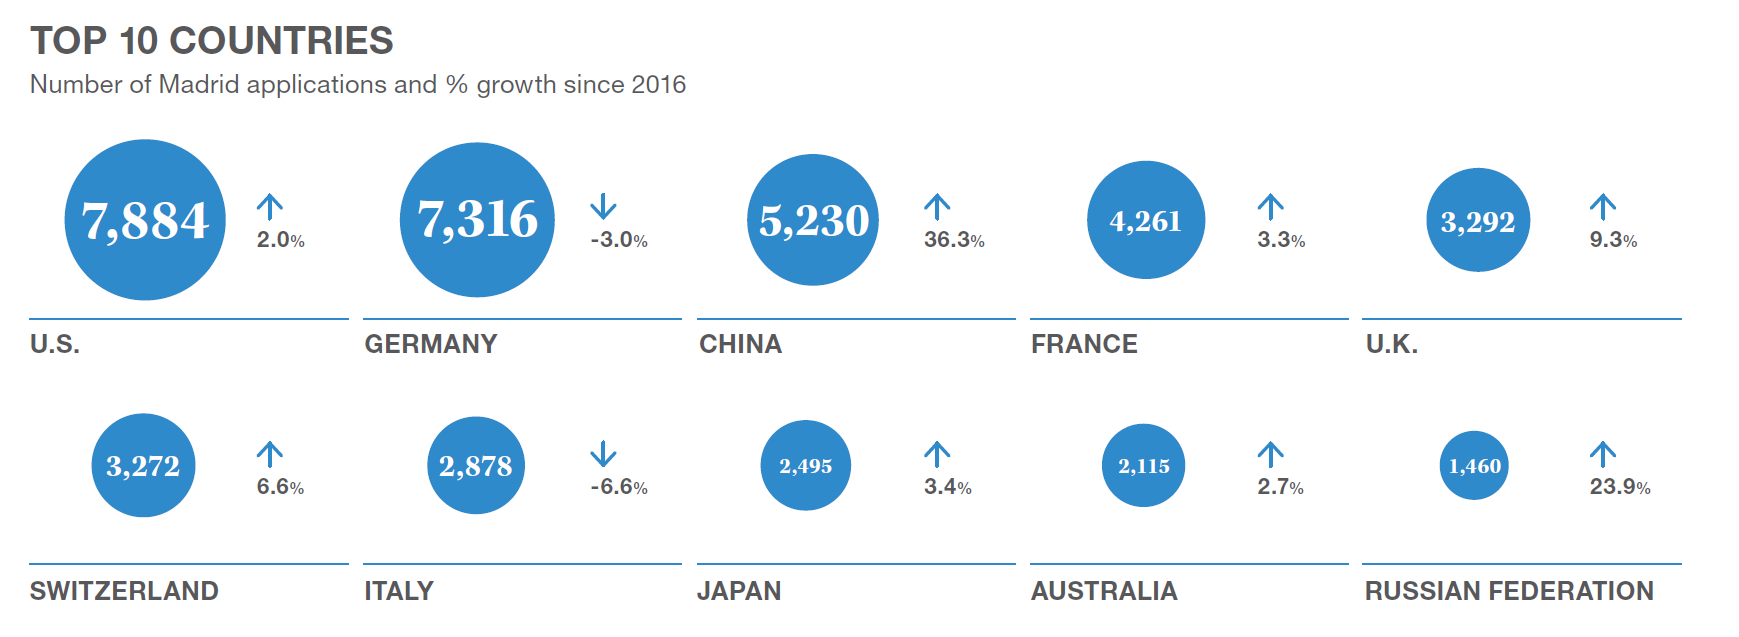 TOP 10 COUNTRIES
Number of Madrid applications and % growth since 2016
7,884
2.0%
7,316
-3.0%
5,230
36.3%
4,261
3.3%
3,292
9.3%
U.S.
GERMANY
CHINA
FRANCE
U.K.
3,272
6.6%
2,878
-6.6%
2,495
3.4%
2,115
2.7%
1,460
23.9%
SWITZERLAND
ITALY
JAPAN
AUSTRALIA
RUSSIAN FEDERATION